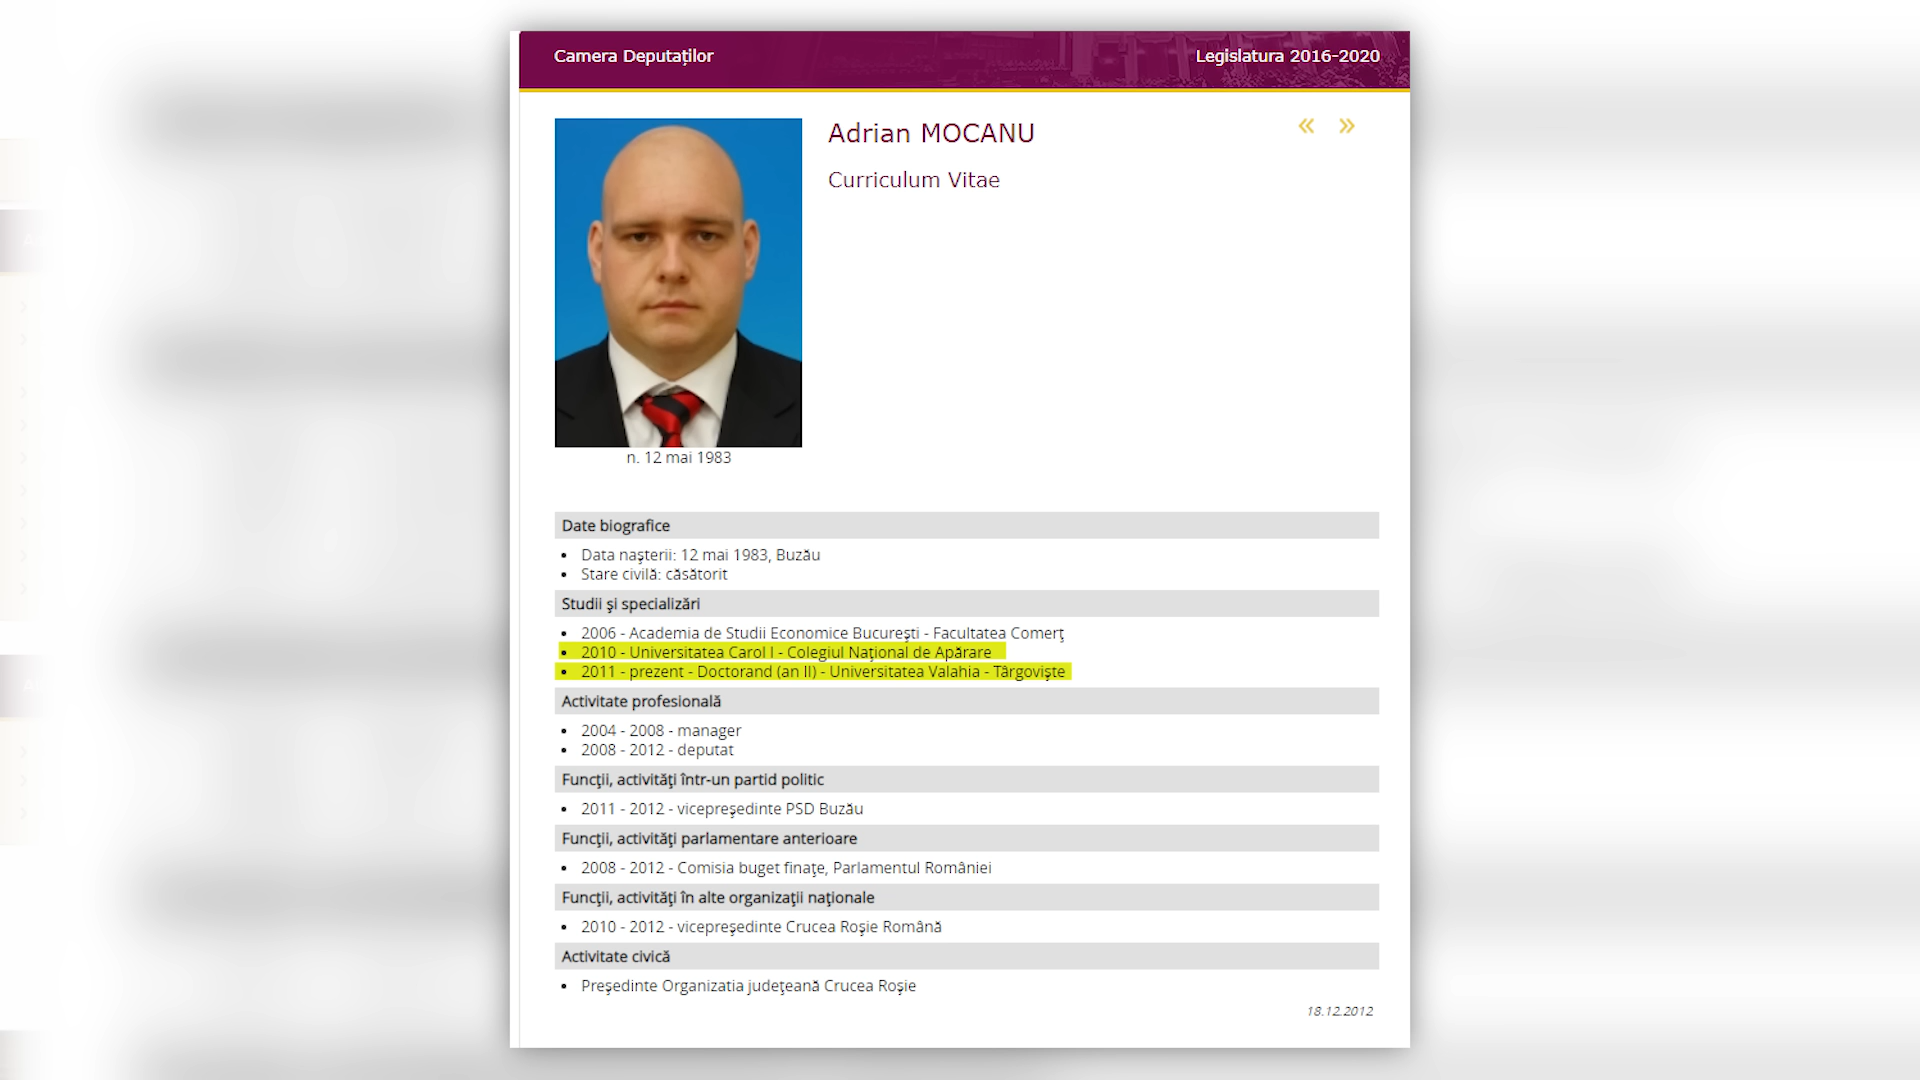 Camera Deputaților
Legislatura 2016-2020
Adrian MOCANU
« »
Curriculum Vitae
n. 12 mai 1983
Date biografice
• Data naşterii: 12 mai 1983, Buzău
• Stare civilă: căsătorit
Studii şi specializări
• 2006 - Academia de Studii Economice Bucureşti - Facultatea Comerţ
• 2010 - Universitatea Carol I - Colegiul Naţional de Apărare
• 2011 - prezent - Doctorand (an II) - Universitatea Valahia - Târgovişte
Activitate profesională
• 2004 - 2008 - manager
• 2008 - 2012 - deputat
Funcţii, activităţi într-un partid politic
• 2011 - 2012 - vicepreşedinte PSD Buzău
Funcţii, activităţi parlamentare anterioare
• 2008 - 2012 - Comisia buget finaţe, Parlamentul României
Funcţii, activităţi în alte organizaţii naţionale
• 2010 - 2012 - vicepreşedinte Crucea Roşie Română
Activitate civică
• Preşedinte Organizatia judeţeană Crucea Roşie
18.12.2012